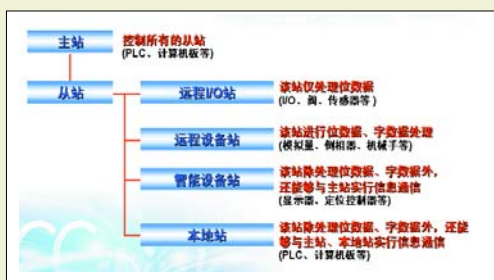 主站
控制所有的从站
(PLC、计算机板等)
从站
远程I/O站
该站仅处理位数据
(I/O、阀、传感器等)
远程设备站
该站进行位数据、字数据处理
(模拟量、倒相器、机械手等)
智能设备站
该站除处理位数据、字数据外,
还能够与主站实行信息通信
(显示器、定位控制器等)
本地站
该站除处理位数据、字数据外,还能
够与主站、本地站实行信息通信
(PLC、计算机板等)